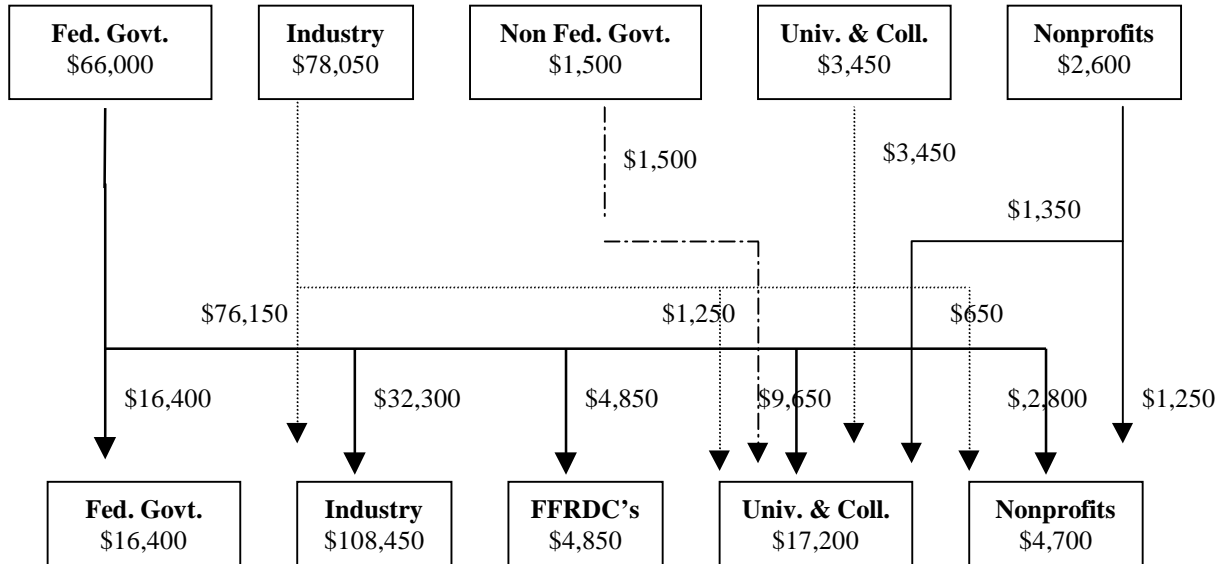 Fed. Govt.
$66,000
Industry
$78,050
Non Fed. Govt.
$1,500
Univ. & Coll.
$3,450
Nonprofits
$2,600
$1,500
$3,450
$1,350
$76,150
$1,250
$650
$16,400
$32,300
$4,850
$9,650
$,2,800
$1,250
Fed. Govt.
$16,400
Industry
$108,450
FFRDC's
$4,850
Univ. & Coll.
$17,200
Nonprofits
$4,700